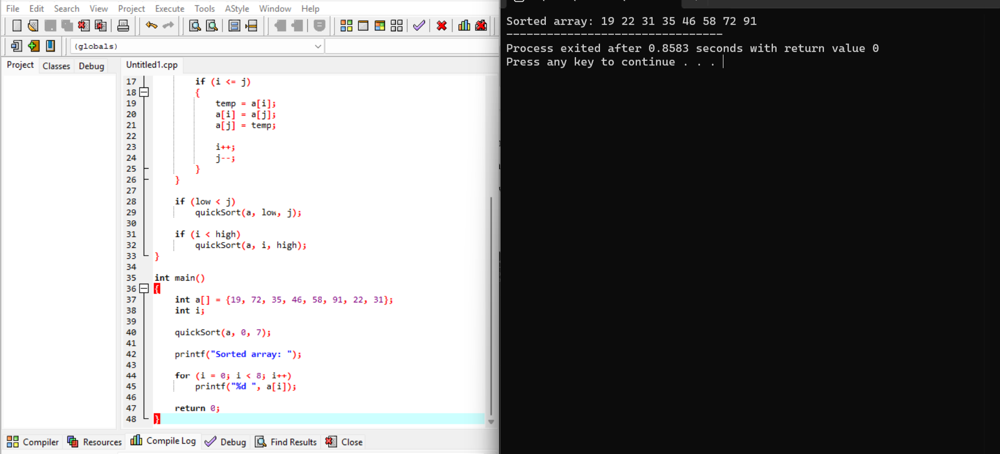 File Edit Search View Project Execute Tools AStyle Window Help
(globals)
Project Classes Debug
Untitled1.cpp
17 if (i <= j)
18 {
19 temp = a[i];
20 a[i] = a[j];
21 a[j] = temp;
22
23 i++;
24 j--;
25 }
26 }
27
28 if (low < j)
29 quickSort(a, low, j);
30
31 if (i < high)
32 quickSort(a, i, high);
33 }
34
35 int main()
36 {
37 int a[] = {19, 72, 35, 46, 58, 91, 22, 31};
38 int i;
39
40 quickSort(a, 0, 7);
41
42 printf("Sorted array: ");
43
44 for (i = 0; i < 8; i++)
45 printf("%d ", a[i]);
46
47 return 0;
48 }
Compiler Resources Compile Log Debug Find Results Close
Sorted array: 19 22 31 35 46 58 72 91
--------------------------------
Process exited after 0.8583 seconds with return value 0
Press any key to continue . . .